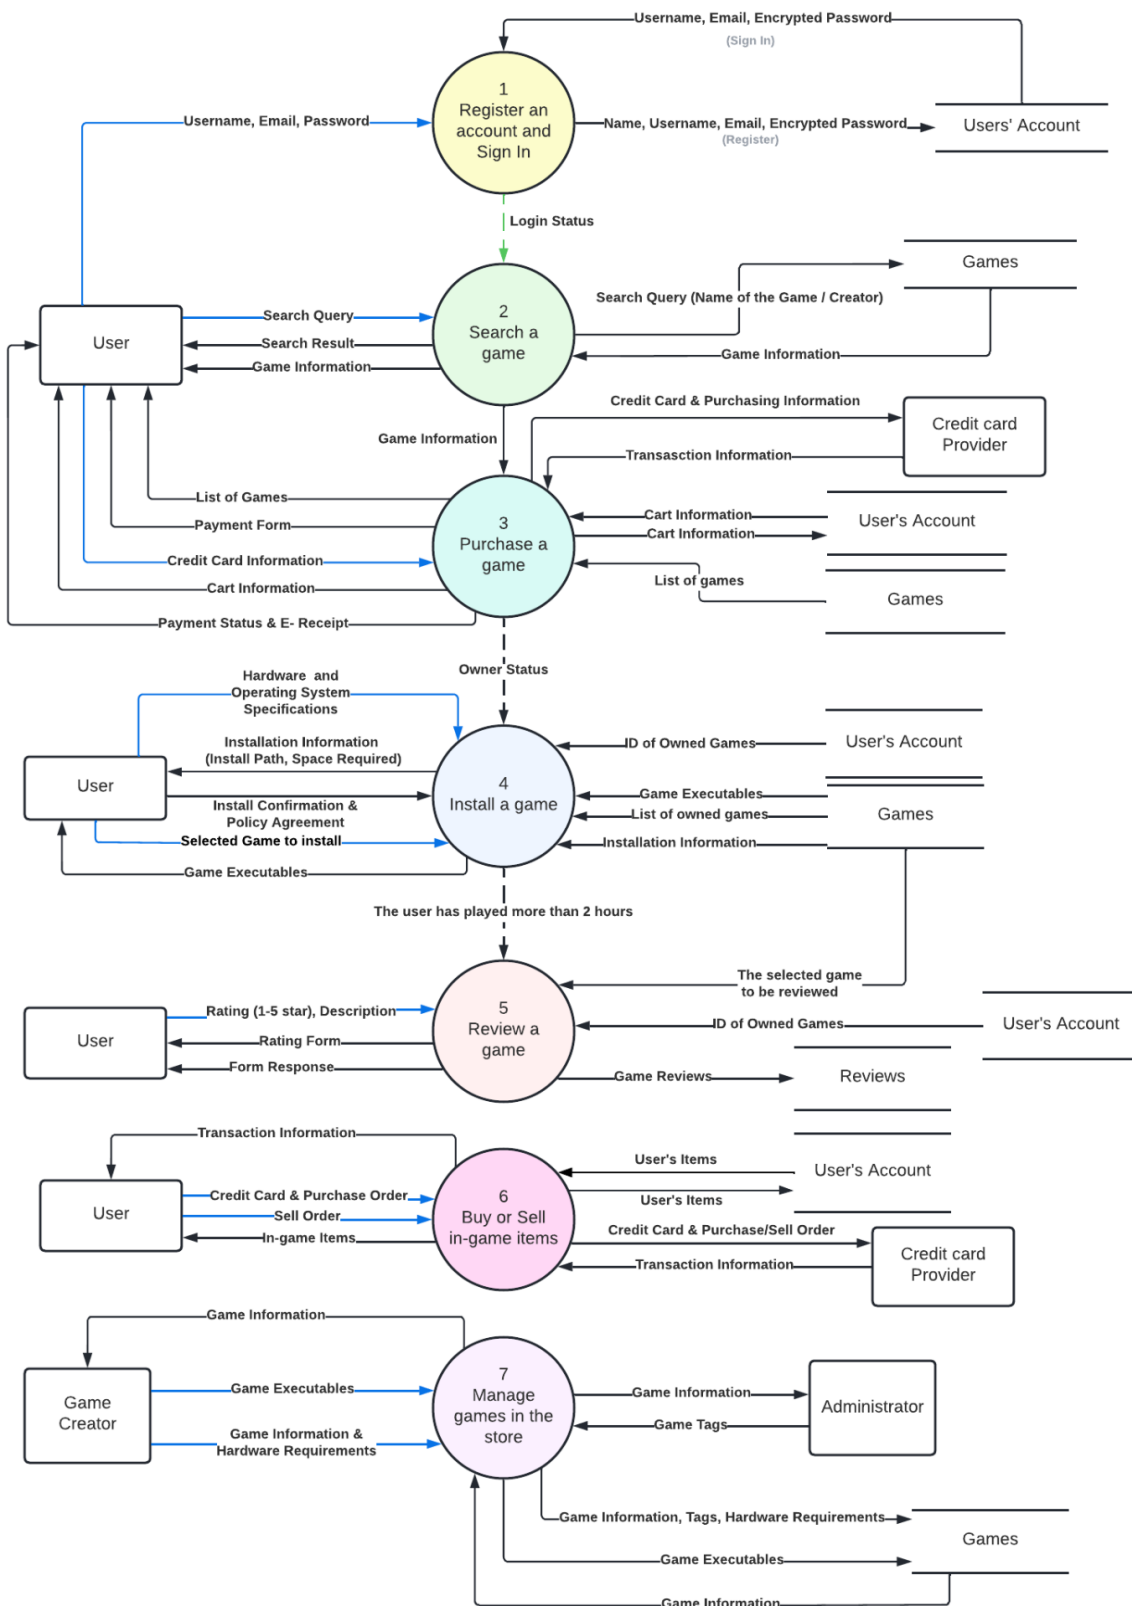 Username, Email, Encrypted Password
(Sign In)
1
Register an
account and
Sign In
Username, Email, Password
Name, Username, Email, Encrypted Password
(Register)
Users' Account
Login Status
Games
2
Search a
game
Search Query (Name of the Game / Creator)
Search Query
User
Search Result
Game Information
Game Information
Credit Card & Purchasing Information
Credit card
Provider
Game Information
Transasction Information
List of Games
3
Purchase a
game
Cart Information
User's Account
Payment Form
Cart Information
Credit Card Information
List of games
Cart Information
Games
Payment Status & E- Receipt
Owner Status
Hardware and
Operating System
Specifications
Installation Information
(Install Path, Space Required)
ID of Owned Games
User's Account
User
4
Install a game
Game Executables
Install Confirmation &
Policy Agreement
List of owned games
Games
Selected Game to install
Installation Information
Game Executables
The user has played more than 2 hours
The selected game
to be reviewed
Rating (1-5 star), Description
5
Review a
game
ID of Owned Games
User's Account
User
Rating Form
Form Response
Game Reviews
Reviews
Transaction Information
User's Items
User's Account
Credit Card & Purchase Order
6
Buy or Sell
in-game items
User's Items
User
Sell Order
In-game Items
Credit Card & Purchase/Sell Order
Credit card
Provider
Transaction Information
Game Information
7
Manage
games in the
store
Game Executables
Game Information
Game
Creator
Administrator
Game Tags
Game Information &
Hardware Requirements
Game Information, Tags, Hardware Requirements
Games
Game Executables
Game Information